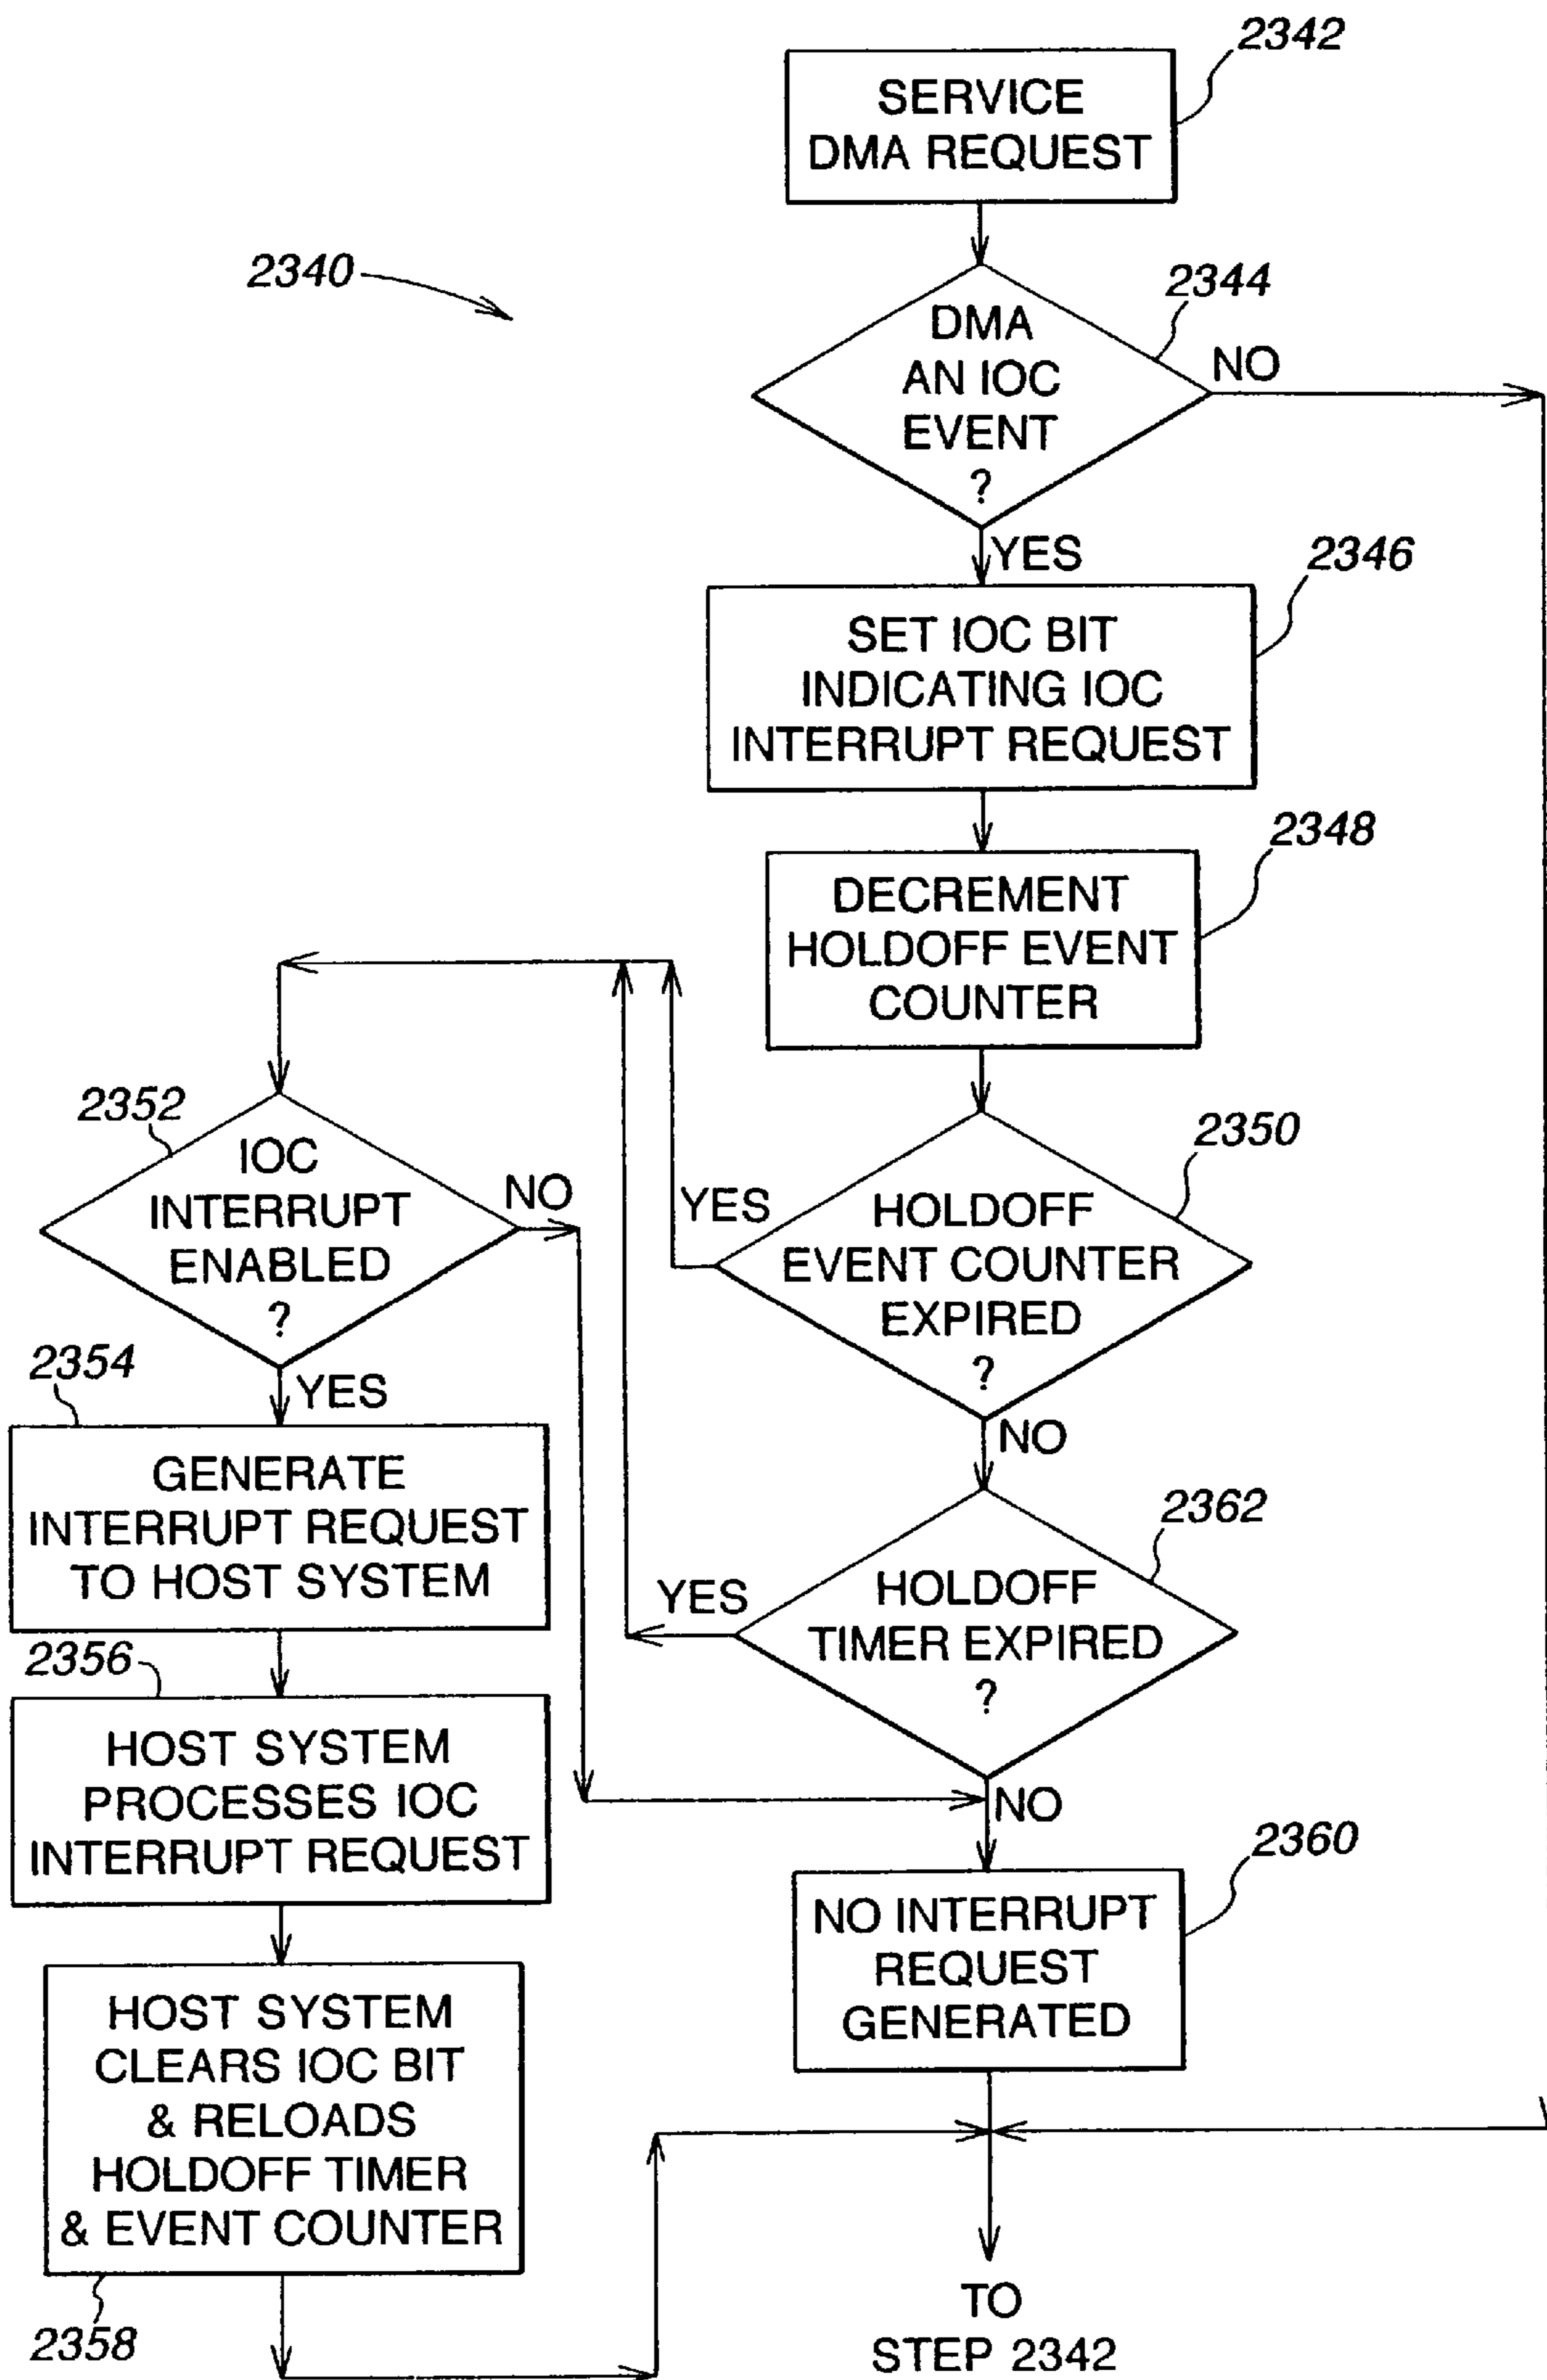 2342
SERVICE
DMA REQUEST
2340
2344
DMA
AN IOC
EVENT
?
NO
YES
2346
SET IOC BIT
INDICATING IOC
INTERRUPT REQUEST
2348
DECREMENT
HOLDOFF EVENT
COUNTER
2350
HOLDOFF
EVENT COUNTER
EXPIRED
?
YES
NO
2352
IOC
INTERRUPT
ENABLED
?
NO
YES
2354
GENERATE
INTERRUPT REQUEST
TO HOST SYSTEM
2356
HOST SYSTEM
PROCESSES IOC
INTERRUPT REQUEST
HOST SYSTEM
CLEARS IOC BIT
& RELOADS
HOLDOFF TIMER
& EVENT COUNTER
2358
2362
HOLDOFF
TIMER EXPIRED
?
YES
NO
2360
NO INTERRUPT
REQUEST
GENERATED
TO
STEP 2342